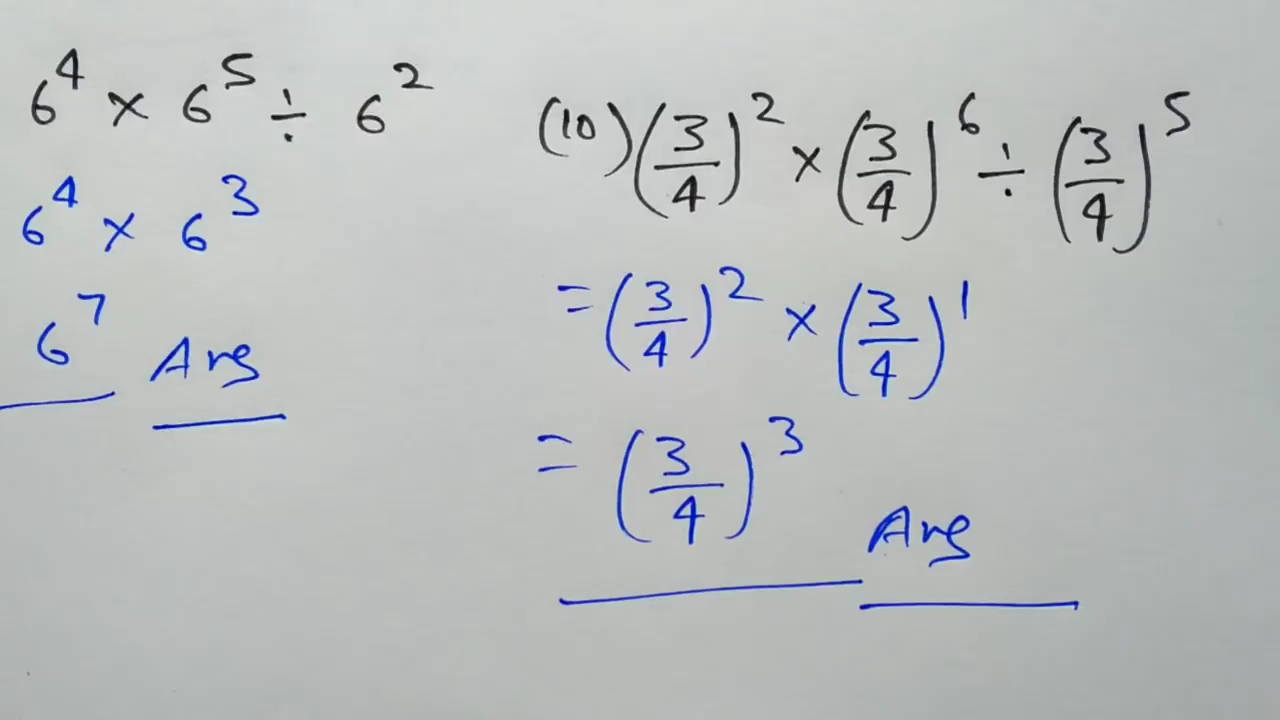 6^4 × 6^5 ÷ 6^2
6^4 × 6^3
6^7 Ans
(10) (3/4)^2 × (3/4)^6 ÷ (3/4)^5
= (3/4)^2 × (3/4)^1
= (3/4)^3 Ans